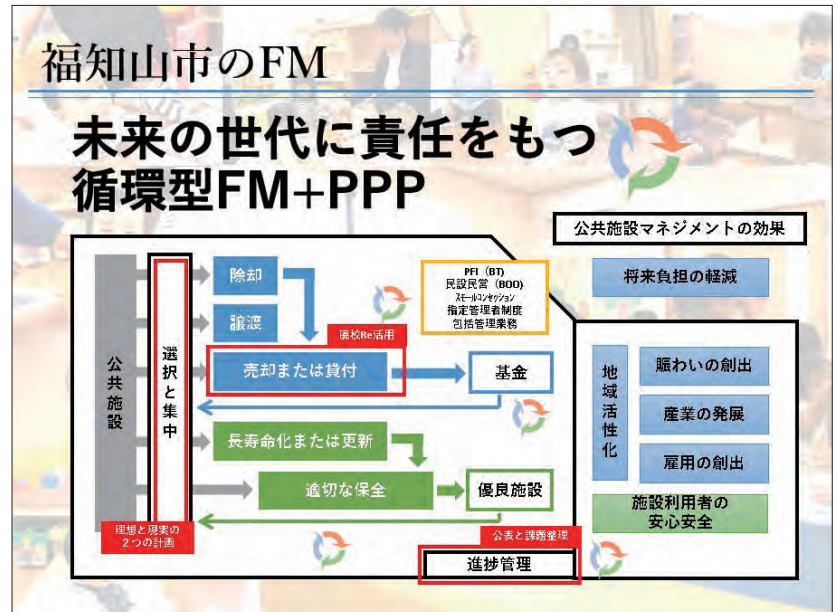 福知山市のFM
未来の世代に責任をもつ
循環型FM+PPP
公共施設マネジメントの効果
将来負担の軽減
PFI（BT）
民設民営（BOO）
スモールコンセッション
指定管理者制度
包括管理業務
公共施設
選択と集中
理想と現実の
２つの計画
除却
譲渡
廃校Re活用
売却または貸付
基金
長寿命化または更新
適切な保全
優良施設
公表と課題整理
進捗管理
地域活性化
賑わいの創出
産業の発展
雇用の創出
施設利用者の
安心安全